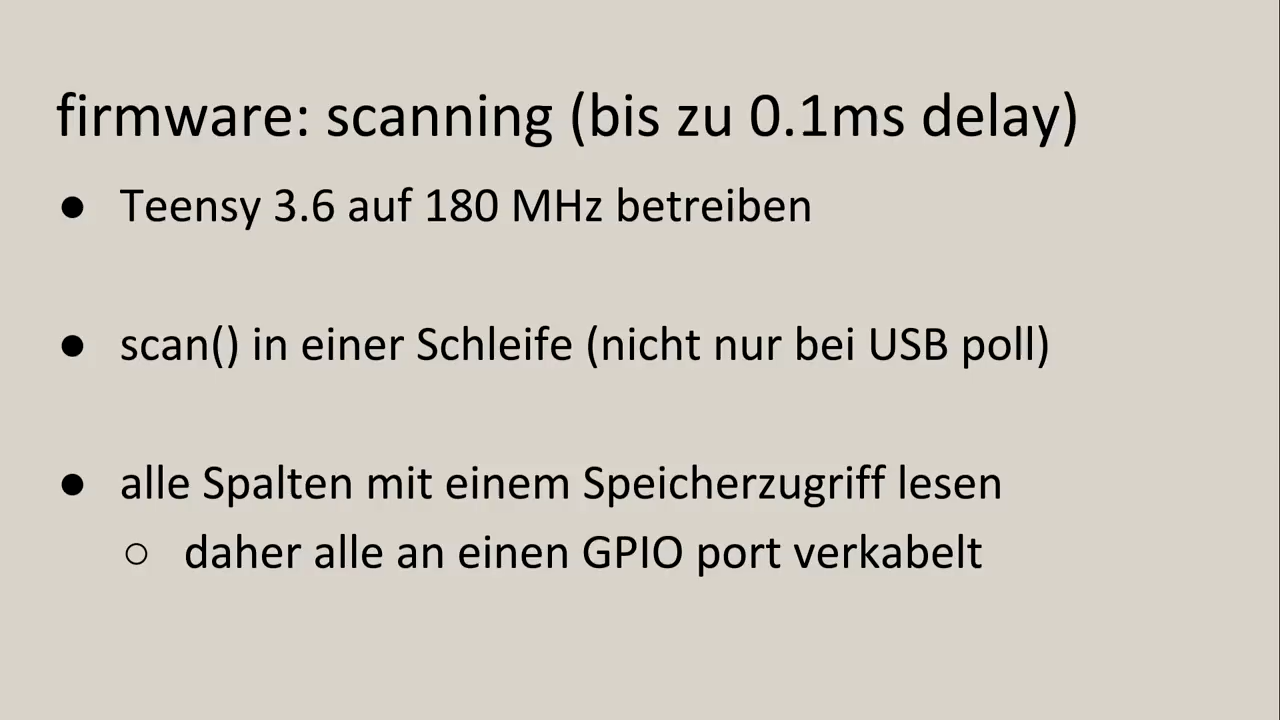 firmware: scanning (bis zu 0.1ms delay)
● Teensy 3.6 auf 180 MHz betreiben
● scan() in einer Schleife (nicht nur bei USB poll)
● alle Spalten mit einem Speicherzugriff lesen
○ daher alle an einen GPIO port verkabelt